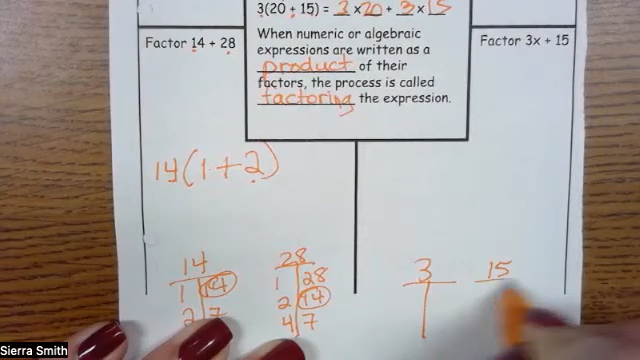 3(20 + 15) = 3 x 20 + 3 x 15
When numeric or algebraic
expressions are written as a
product of their
factors, the process is called
factoring the expression.
Factor 14 + 28
14(1+2)
14
1 14
2 7
28
1 28
2 14
4 7
Factor 3x + 15
3
15
Sierra Smith